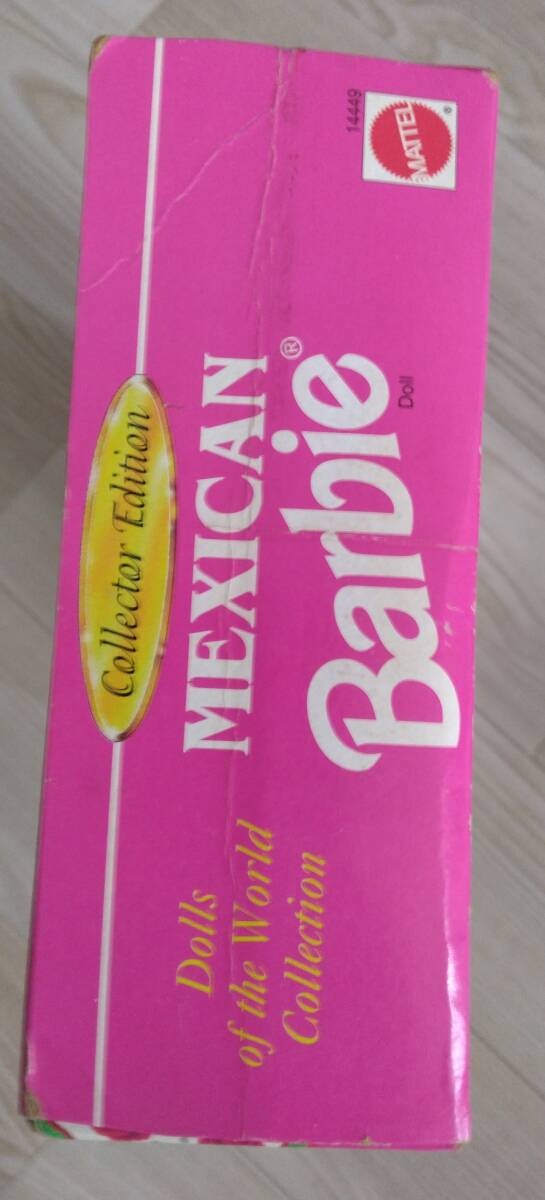 Collector Edition
Dolls
of the World
Collection
MEXICAN
Barbie®
Doll
14449
MATTEL®